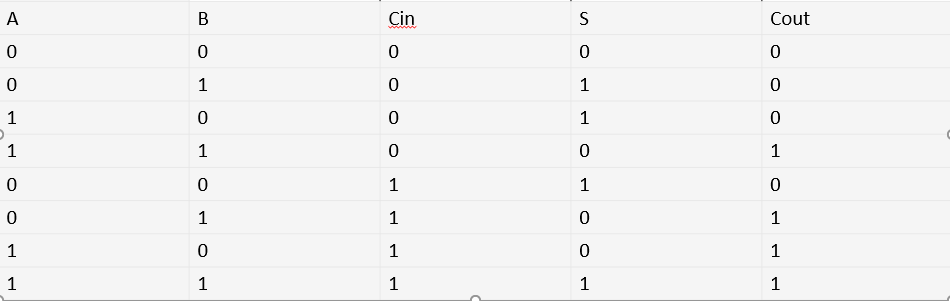 A B Cin S Cout
0 0 0 0 0
0 1 0 1 0
1 0 0 1 0
1 1 0 0 1
0 0 1 1 0
0 1 1 0 1
1 0 1 0 1
1 1 1 1 1